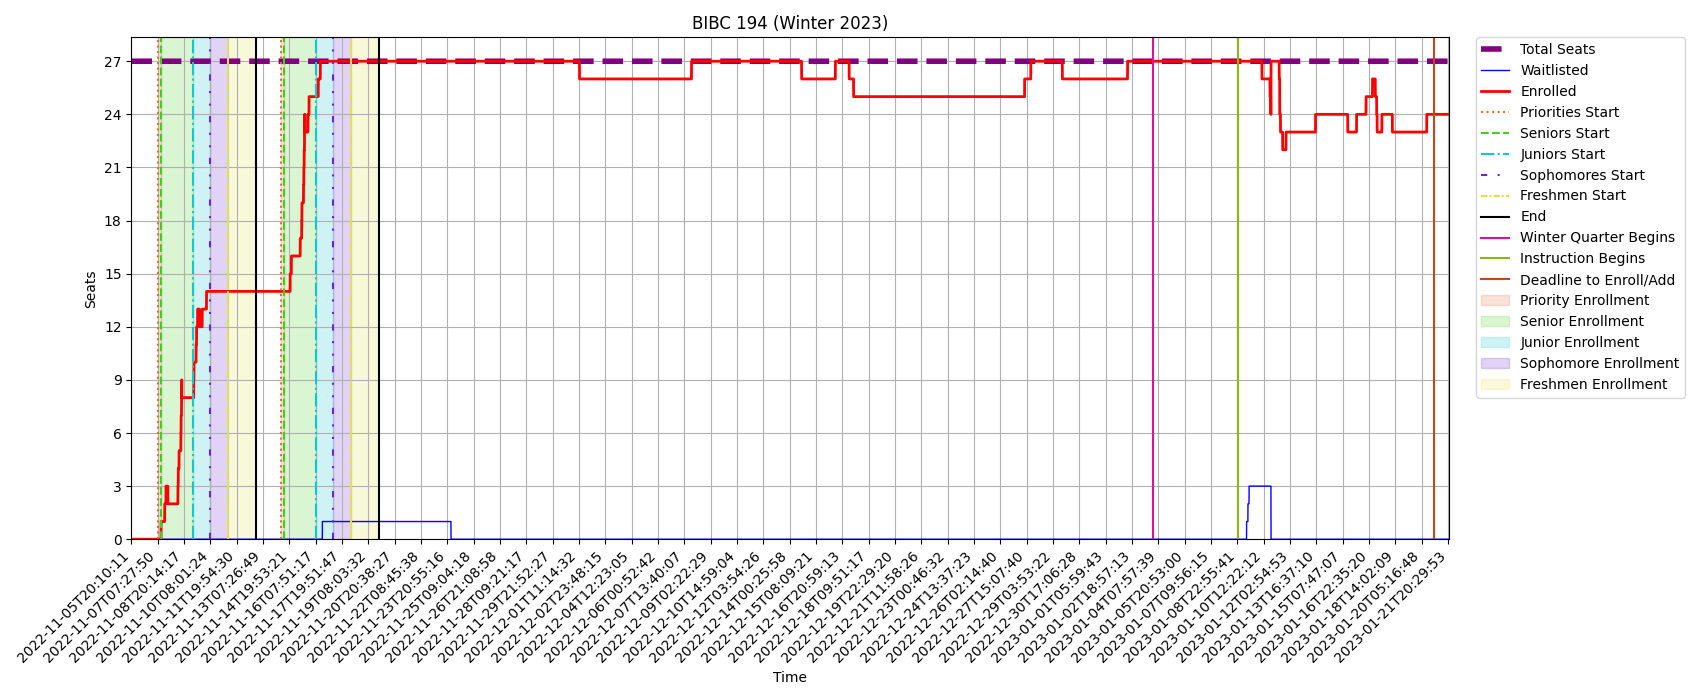 BIBC 194 (Winter 2023)
Seats
27
24
21
18
15
12
9
6
3
0
2022-11-05T20:10:11
2022-11-07T07:27:50
2022-11-08T20:14:17
2022-11-10T08:01:24
2022-11-11T19:54:30
2022-11-13T07:26:49
2022-11-14T19:53:21
2022-11-16T07:51:17
2022-11-17T19:51:47
2022-11-19T08:03:32
2022-11-20T20:38:27
2022-11-22T08:45:38
2022-11-23T20:55:16
2022-11-25T09:04:18
2022-11-26T21:08:58
2022-11-28T09:21:17
2022-11-29T21:52:27
2022-12-01T11:14:32
2022-12-02T23:48:15
2022-12-04T12:23:05
2022-12-06T00:52:42
2022-12-07T13:40:07
2022-12-09T02:22:29
2022-12-10T14:59:04
2022-12-12T03:54:26
2022-12-14T00:25:58
2022-12-15T08:09:21
2022-12-16T20:59:13
2022-12-18T09:51:17
2022-12-19T22:29:20
2022-12-21T11:58:26
2022-12-23T00:46:32
2022-12-24T13:37:23
2022-12-26T02:14:40
2022-12-27T15:07:40
2022-12-29T03:53:22
2022-12-30T17:06:28
2023-01-01T05:59:43
2023-01-02T18:57:13
2023-01-04T07:57:39
2023-01-05T20:53:00
2023-01-07T09:56:15
2023-01-08T22:55:41
2023-01-10T12:22:12
2023-01-12T02:54:53
2023-01-13T16:37:10
2023-01-15T07:47:07
2023-01-16T22:35:20
2023-01-18T14:02:09
2023-01-20T05:16:48
2023-01-21T20:29:53
Time
Total Seats
Waitlisted
Enrolled
Priorities Start
Seniors Start
Juniors Start
Sophomores Start
Freshmen Start
End
Winter Quarter Begins
Instruction Begins
Deadline to Enroll/Add
Priority Enrollment
Senior Enrollment
Junior Enrollment
Sophomore Enrollment
Freshmen Enrollment